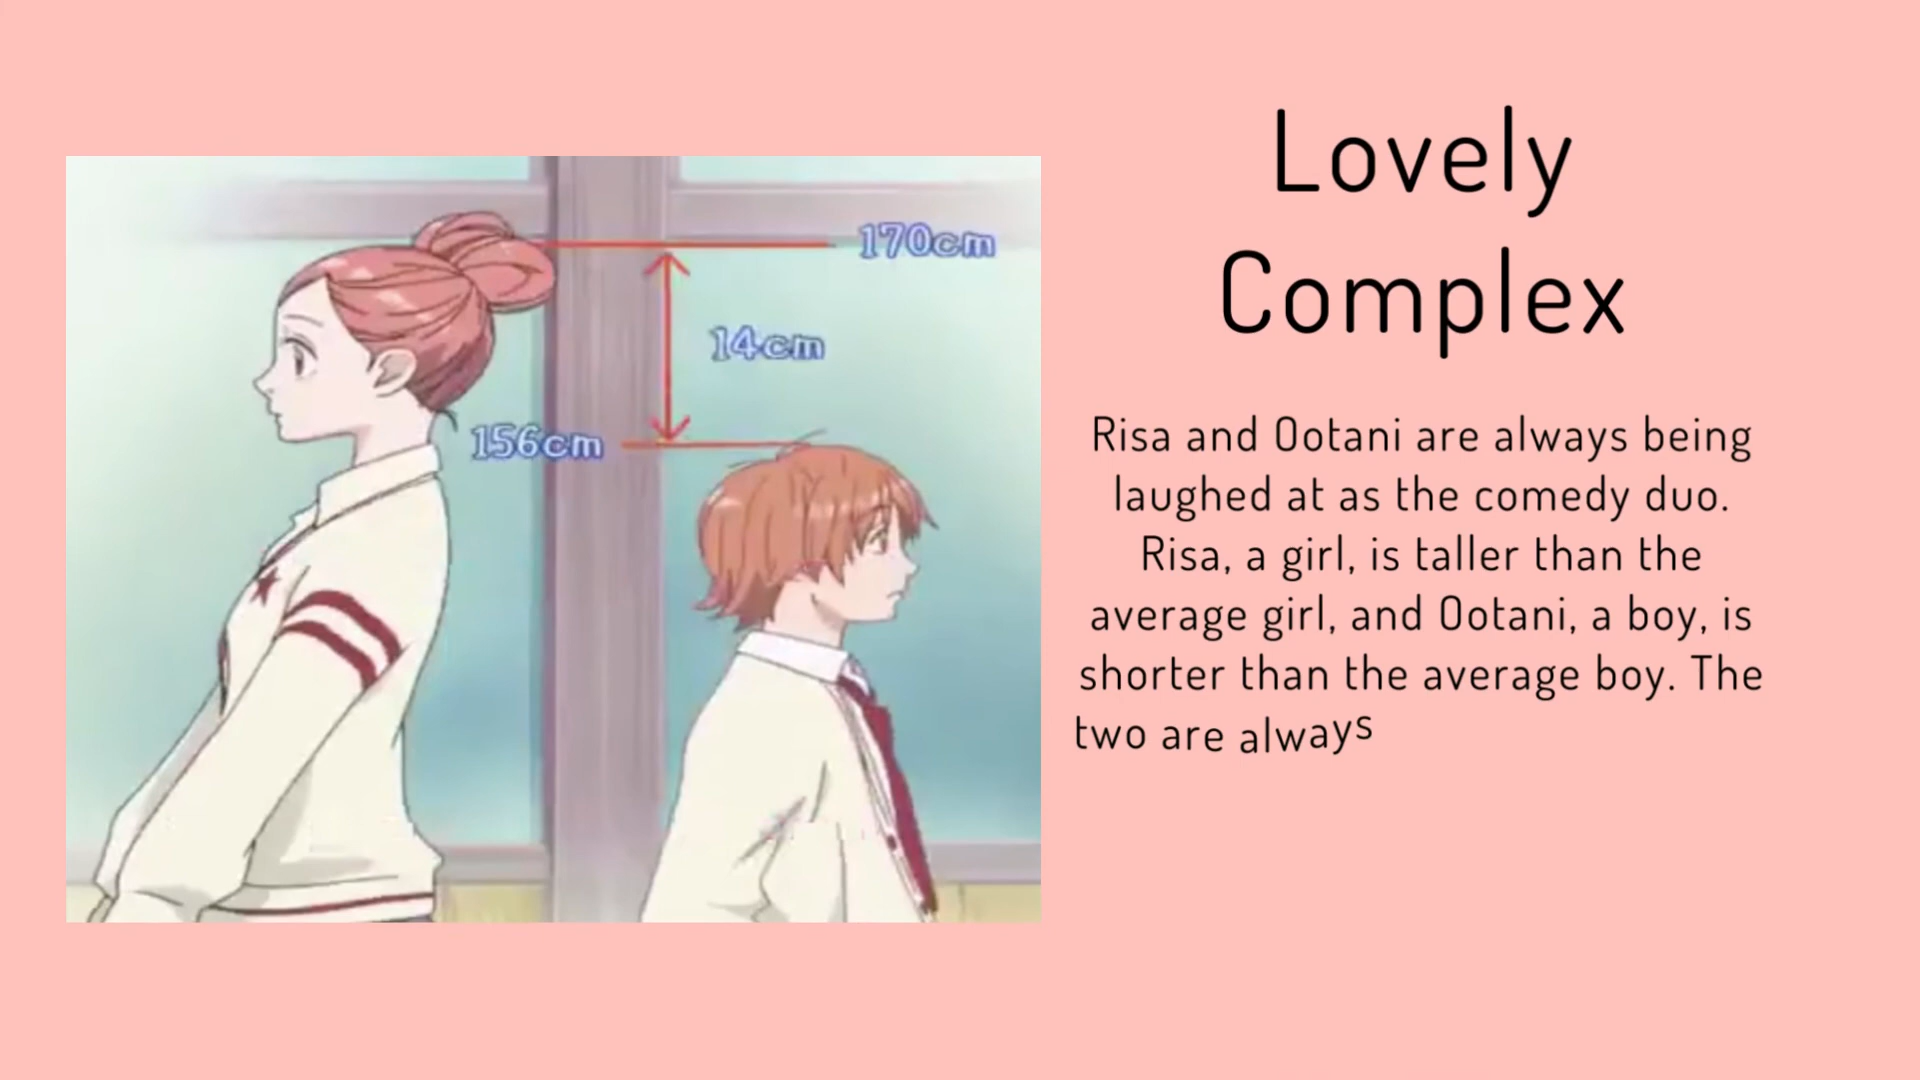 170cm
14cm
156cm
Lovely
Complex
Risa and Ootani are always being
laughed at as the comedy duo.
Risa, a girl, is taller than the
average girl, and Ootani, a boy, is
shorter than the average boy. The
two are always